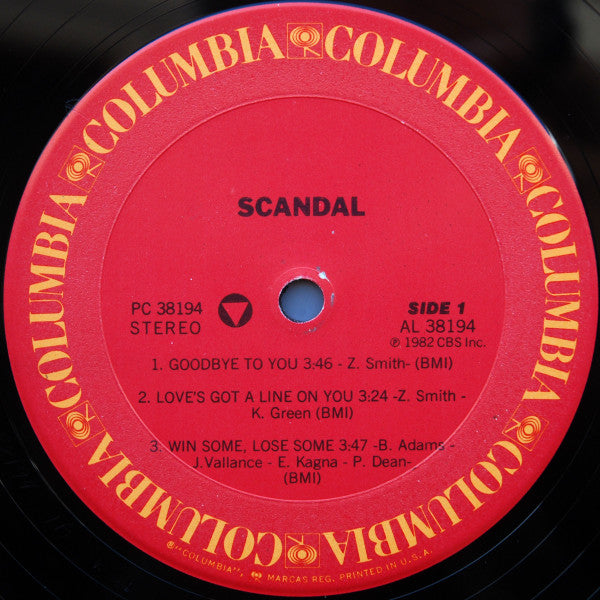 COLUMBIA COLUMBIA COLUMBIA COLUMBIA COLUMBIA COLUMBIA COLUMBIA
SCANDAL
PC 38194
STEREO
SIDE 1
AL 38194
℗ 1982 CBS Inc.
1. GOODBYE TO YOU 3:46 - Z. Smith- (BMI)
2. LOVE'S GOT A LINE ON YOU 3:24 -Z. Smith -
K. Green (BMI)
3. WIN SOME, LOSE SOME 3:47 -B. Adams -
J.Vallance - E. Kagna - P. Dean-
(BMI)
®"COLUMBIA", MARCAS REG. PRINTED IN U.S.A.